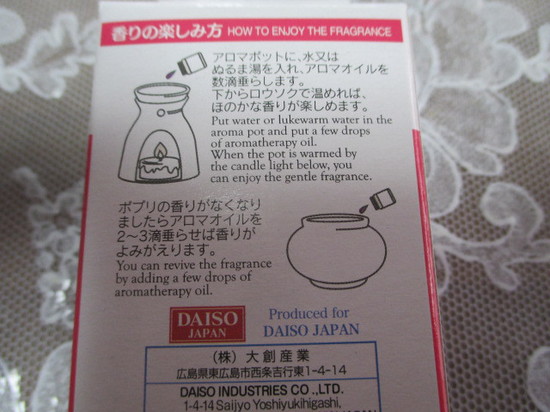 香りの楽しみ方 HOW TO ENJOY THE FRAGRANCE
アロマポットに、水又は
ぬるま湯を入れ、アロマオイルを
数滴垂らします。
下からロウソクで温めれば、
ほのかな香りが楽しめます。
Put water or lukewarm water in the
aroma pot and put a few drops
of aromatherapy oil.
When the pot is warmed by
the candle light below, you
can enjoy the gentle fragrance.
ポプリの香りがなくなり
ましたらアロマオイルを
2〜3滴垂らせば香りが
よみがえります。
You can revive the fragrance
by adding a few drops of
aromatherapy oil.
DAISO
JAPAN
Produced for
DAISO JAPAN
(株)大創産業
広島県東広島市西条吉行東1-4-14
DAISO INDUSTRIES CO.,LTD.
1-4-14 Saijyo Yoshiyukihigashi,